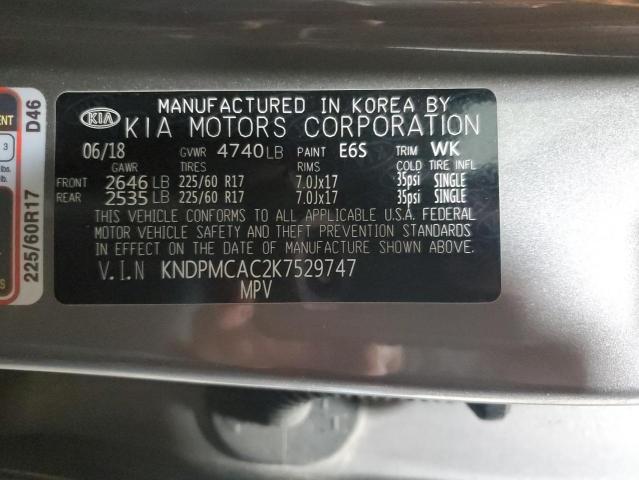 KIA
MANUFACTURED IN KOREA BY
KIA MOTORS CORPORATION
06/18 GVWR 4740LB PAINT E6S TRIM WK
GAWR TIRES RIMS COLD TIRE INFL
FRONT 2646 LB 225/60 R17 7.0Jx17 35psi SINGLE
REAR 2535 LB 225/60 R17 7.0Jx17 35psi SINGLE
THIS VEHICLE CONFORMS TO ALL APPLICABLE U.S.A. FEDERAL
MOTOR VEHICLE SAFETY AND THEFT PREVENTION STANDARDS
IN EFFECT ON THE DATE OF MANUFACTURE SHOWN ABOVE.
V.I.N KNDPMCAC2K7529747
MPV
D46
225/60R17
3